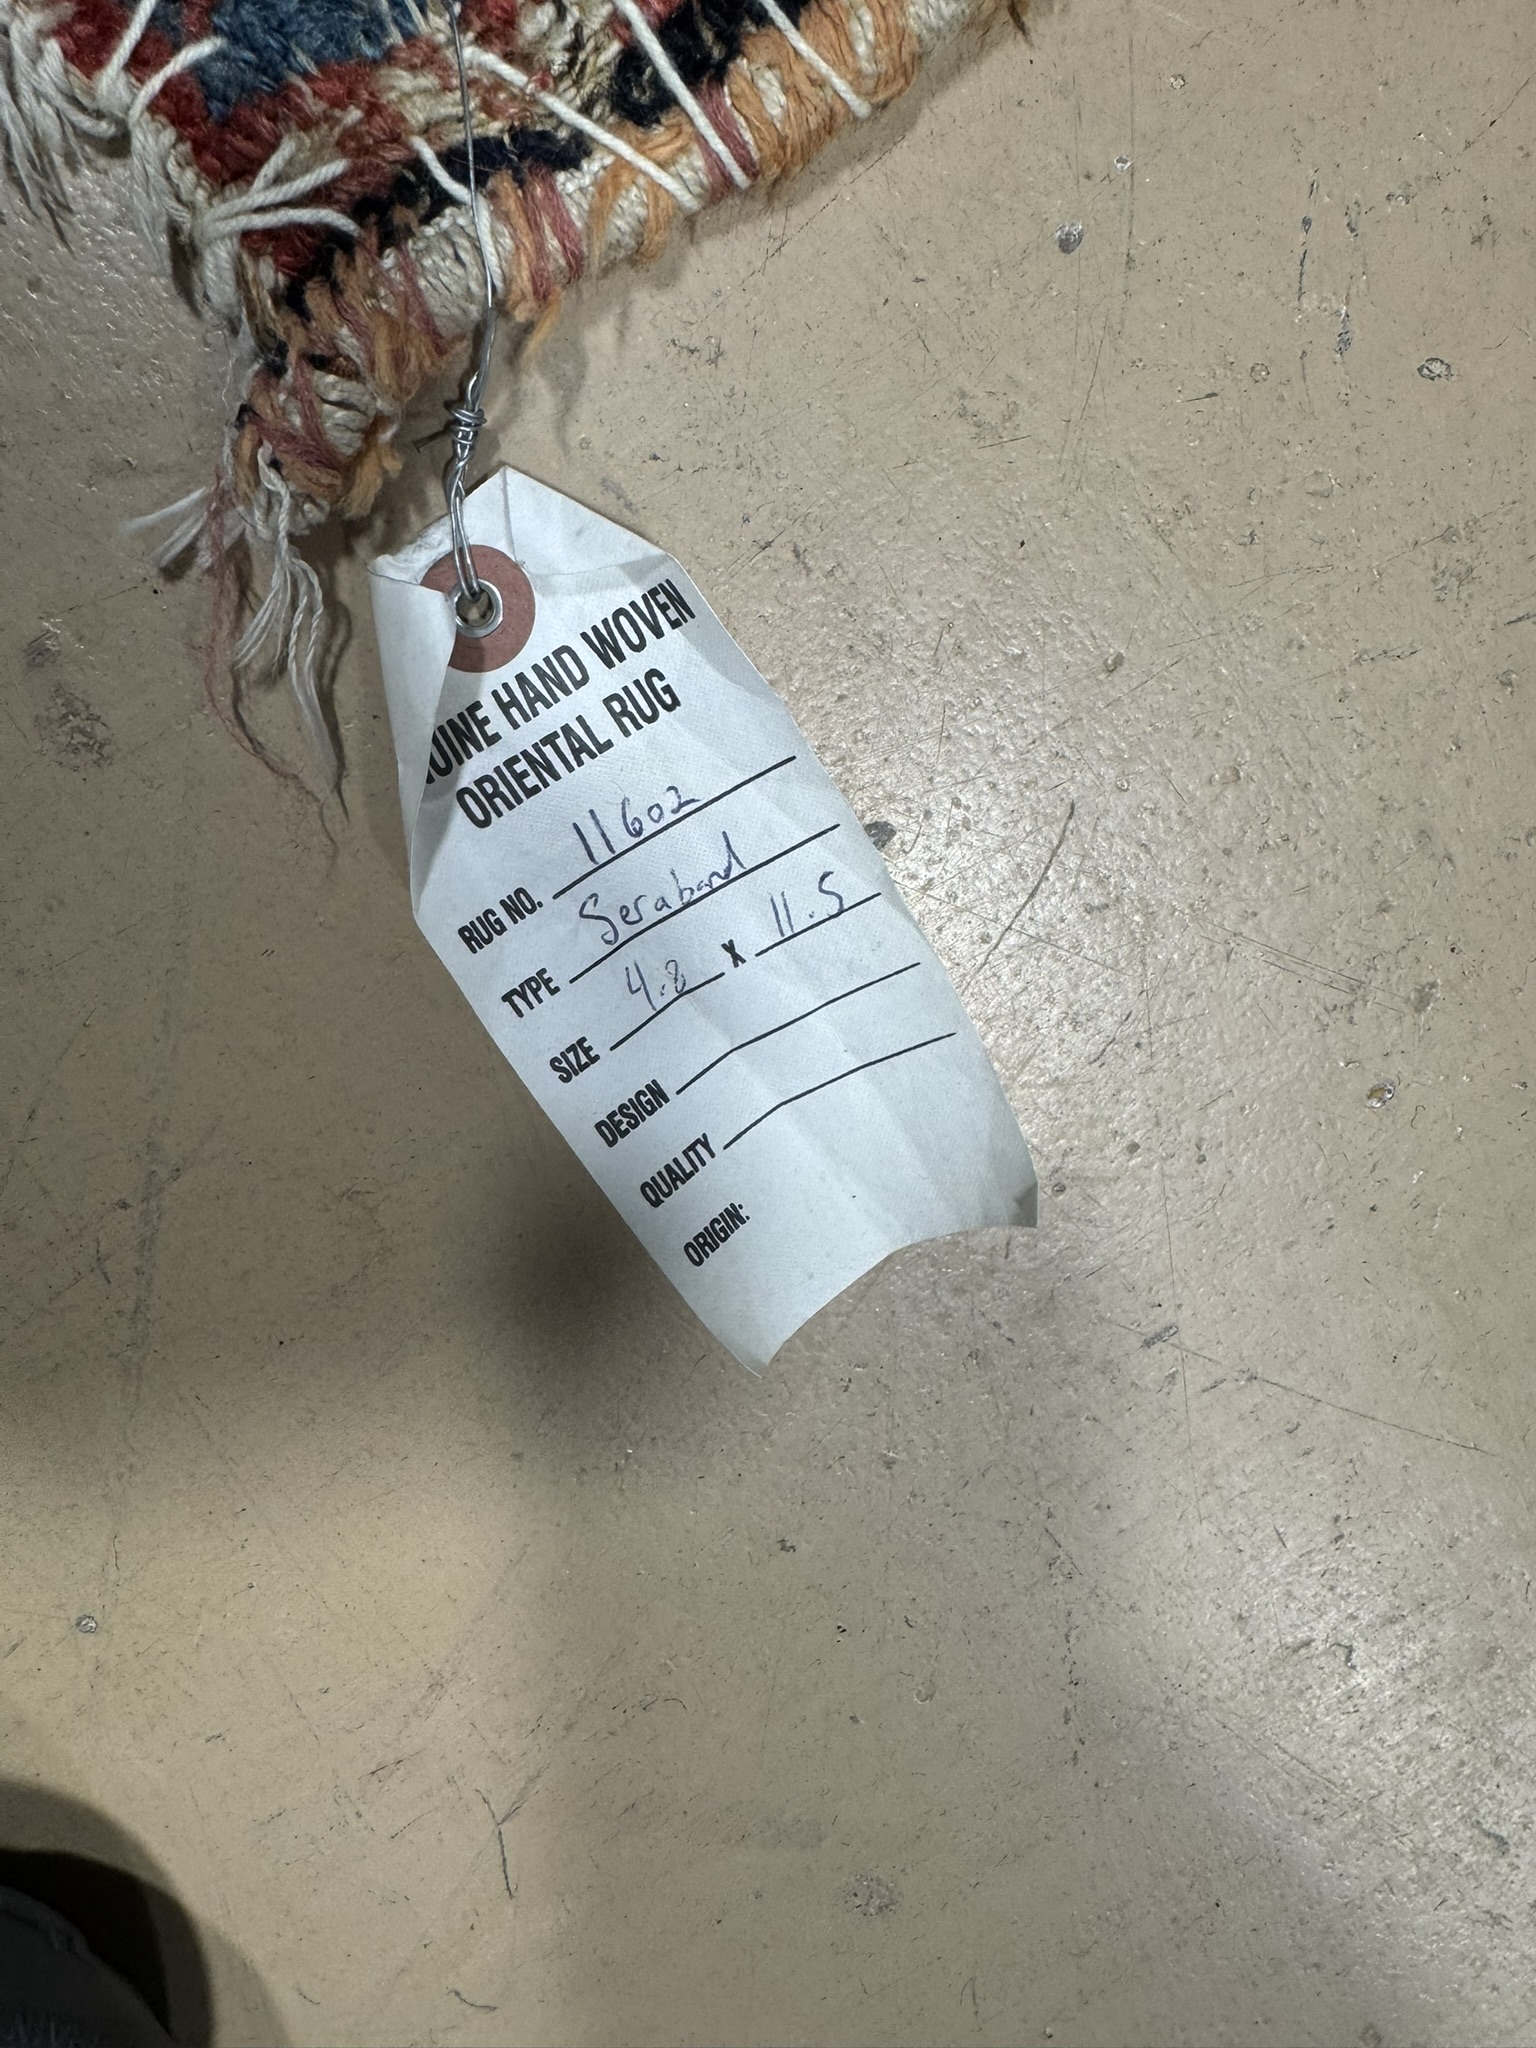 UINE HAND WOVEN
ORIENTAL RUG
RUG NO. 11602
TYPE Seraband
SIZE 4.8 X 11.5
DESIGN
QUALITY
ORIGIN: